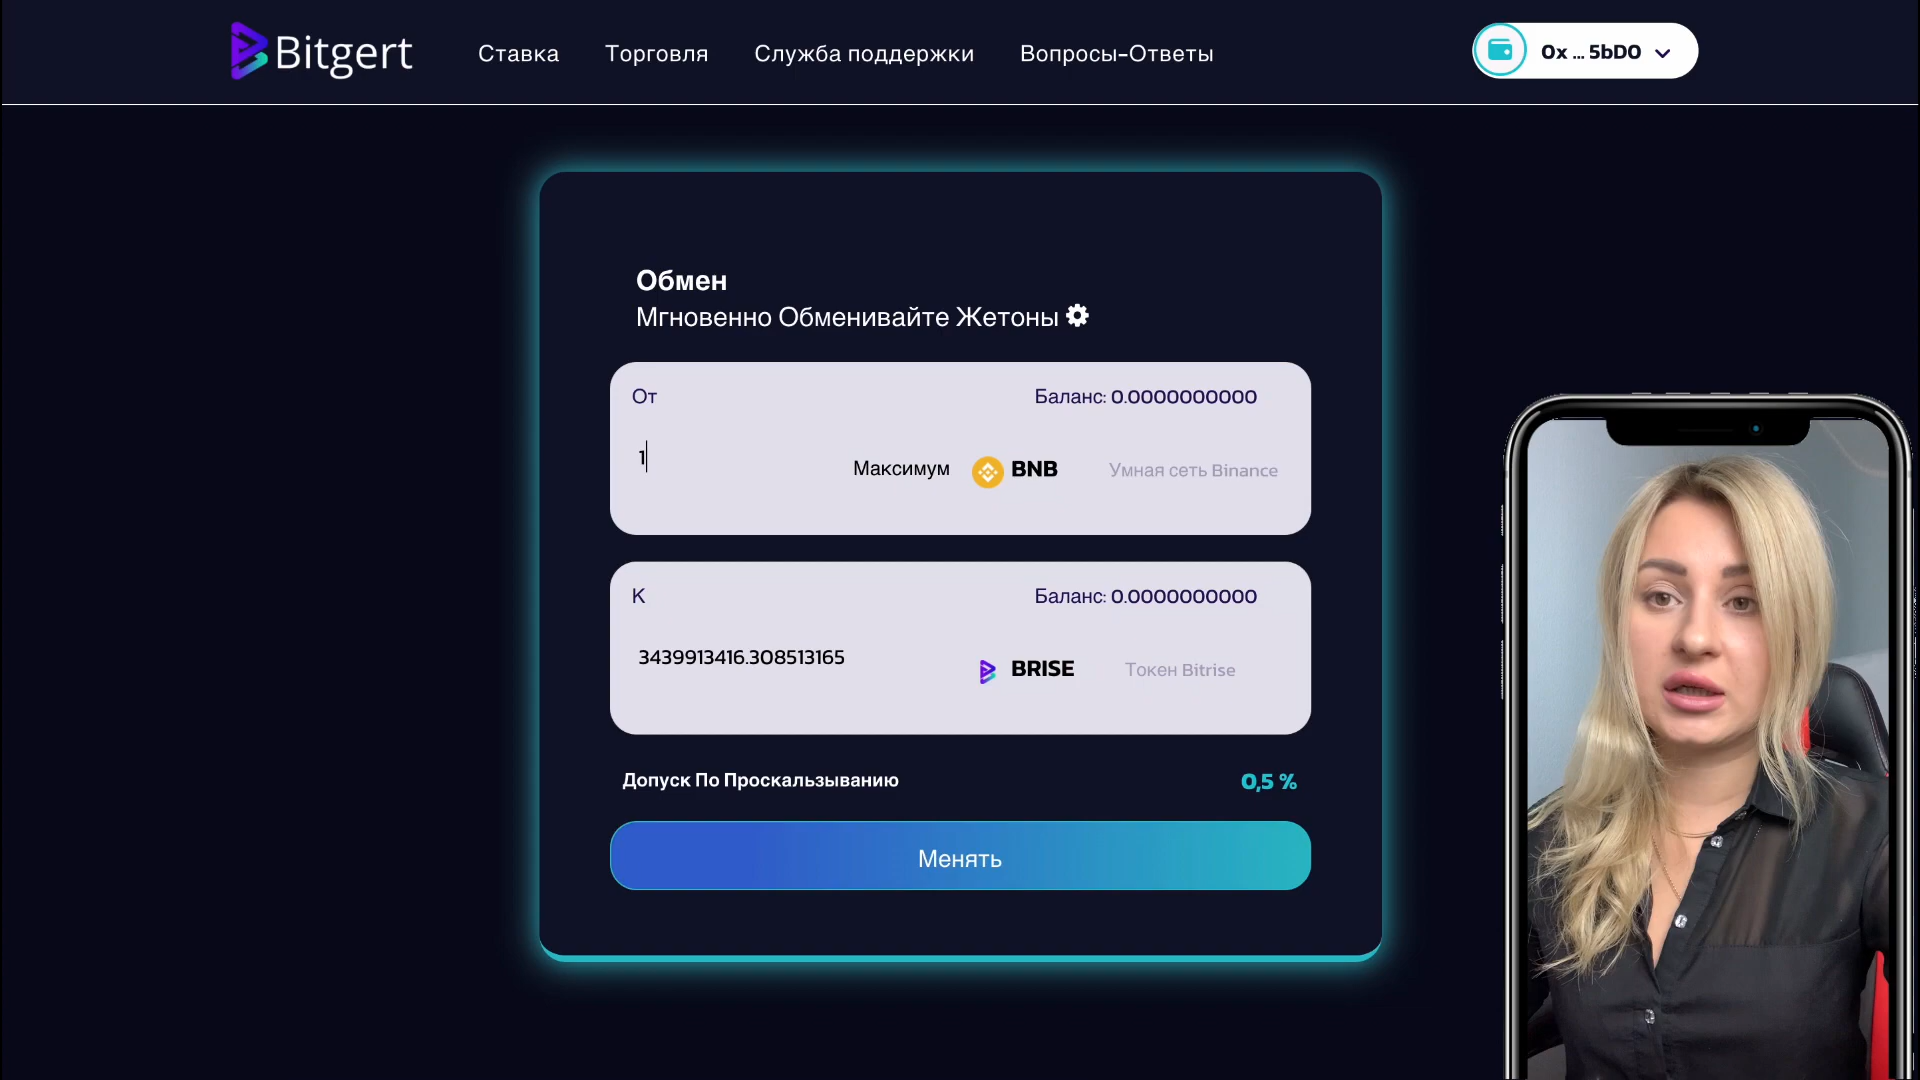 Bitgert
Ставка
Торговля
Служба поддержки
Вопросы-Ответы
0x ... 5bD0
Обмен
Мгновенно Обменивайте Жетоны
От
Баланс: 0.0000000000
1
Максимум
BNB
Умная сеть Binance
К
Баланс: 0.0000000000
3439913416.308513165
BRISE
Токен Bitrise
Допуск По Проскальзыванию
0,5 %
Менять